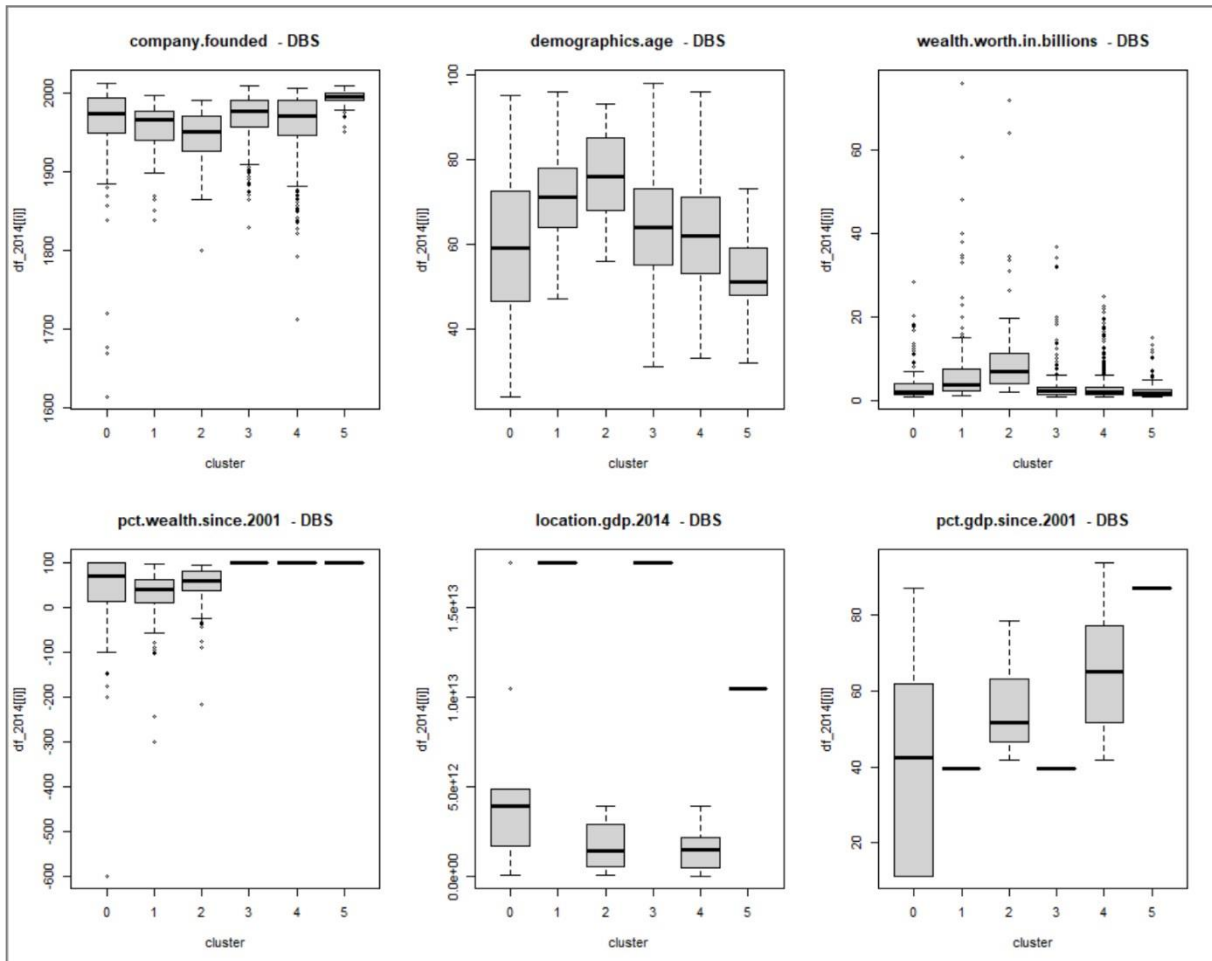 company.founded - DBS
df_2014[[i]]
2000
1900
1800
1700
1600
0 1 2 3 4 5
cluster
demographics.age - DBS
df_2014[[i]]
100
80
60
40
0 1 2 3 4 5
cluster
wealth.worth.in.billions - DBS
df_2014[[i]]
60
40
20
0
0 1 2 3 4 5
cluster
pct.wealth.since.2001 - DBS
df_2014[[i]]
100
0
-100
-200
-300
-400
-500
-600
0 1 2 3 4 5
cluster
location.gdp.2014 - DBS
df_2014[[i]]
1.5e+13
1.0e+13
5.0e+12
0.0e+00
0 1 2 3 4 5
cluster
pct.gdp.since.2001 - DBS
df_2014[[i]]
80
60
40
20
0 1 2 3 4 5
cluster